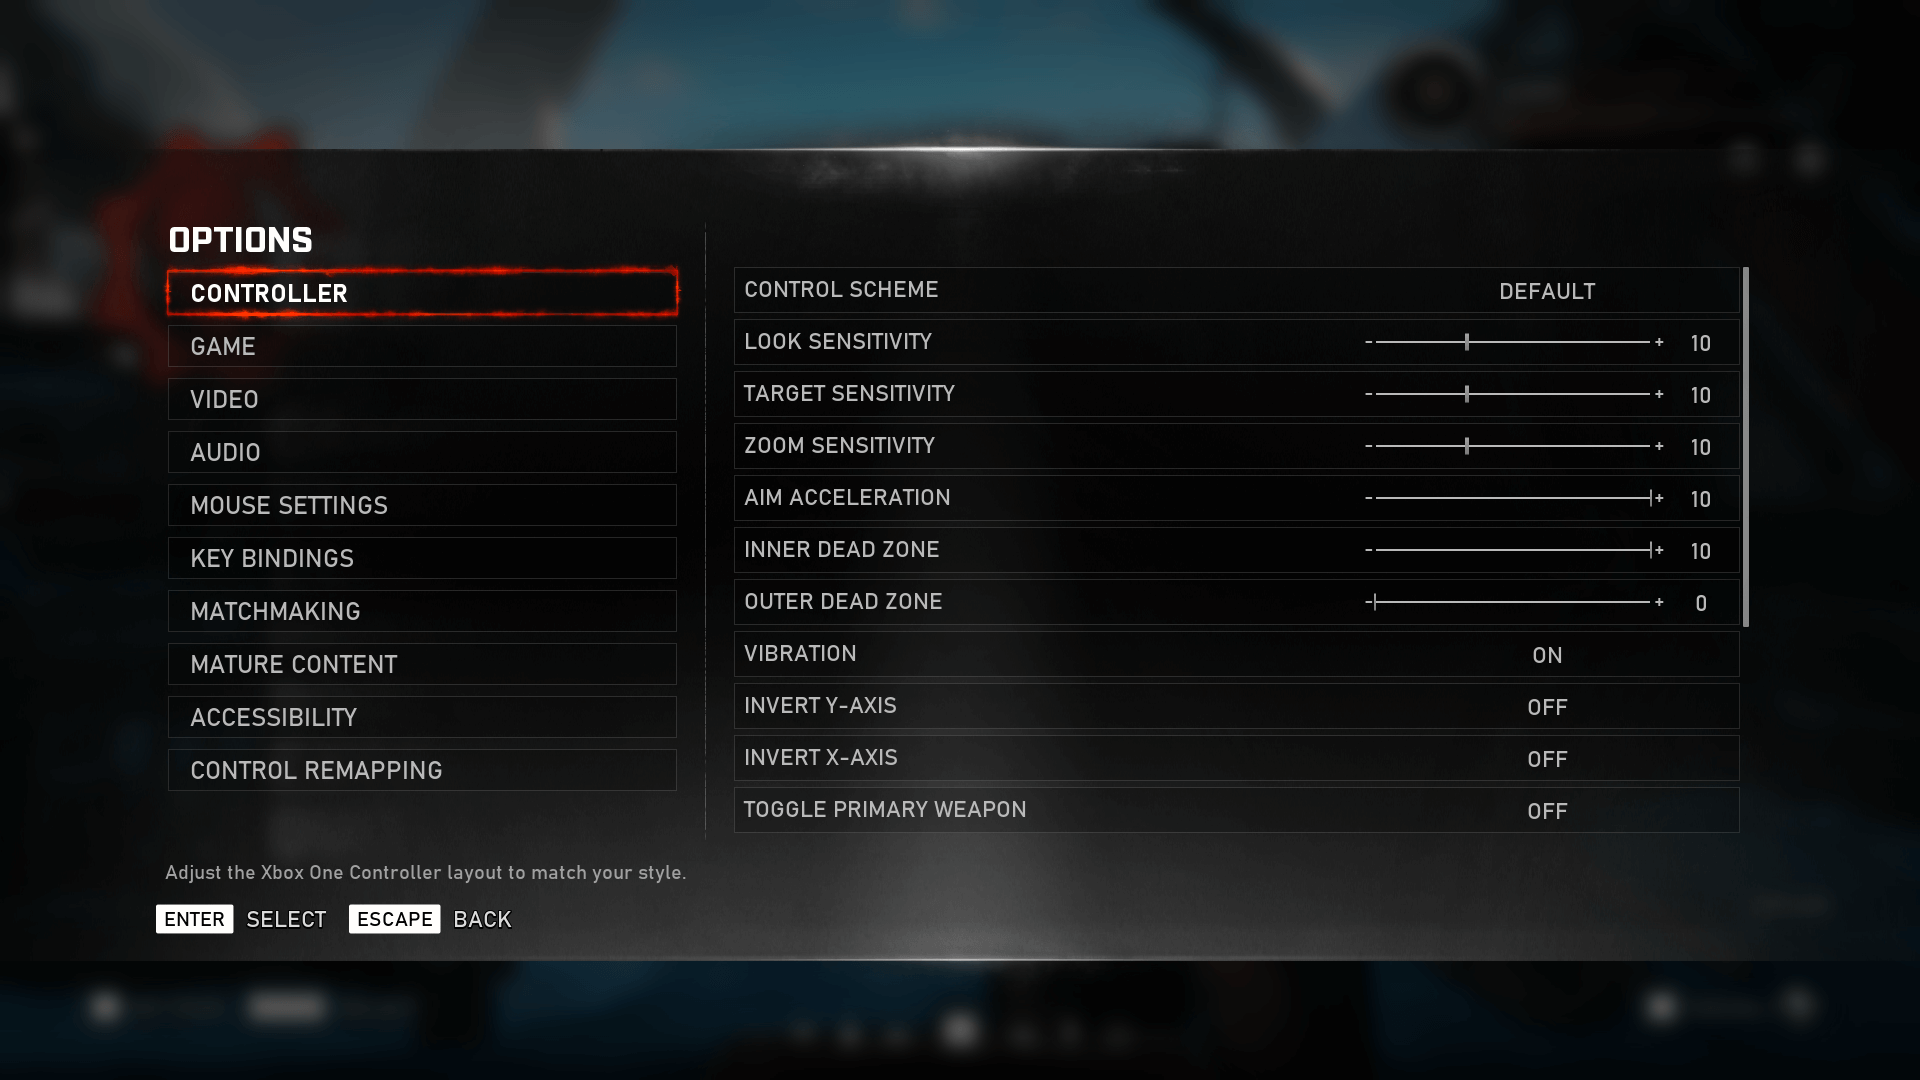 OPTIONS
CONTROLLER
GAME
VIDEO
AUDIO
MOUSE SETTINGS
KEY BINDINGS
MATCHMAKING
MATURE CONTENT
ACCESSIBILITY
CONTROL REMAPPING
CONTROL SCHEME DEFAULT
LOOK SENSITIVITY - + 10
TARGET SENSITIVITY - + 10
ZOOM SENSITIVITY - + 10
AIM ACCELERATION - + 10
INNER DEAD ZONE - + 10
OUTER DEAD ZONE - + 0
VIBRATION ON
INVERT Y-AXIS OFF
INVERT X-AXIS OFF
TOGGLE PRIMARY WEAPON OFF
Adjust the Xbox One Controller layout to match your style.
ENTER SELECT ESCAPE BACK